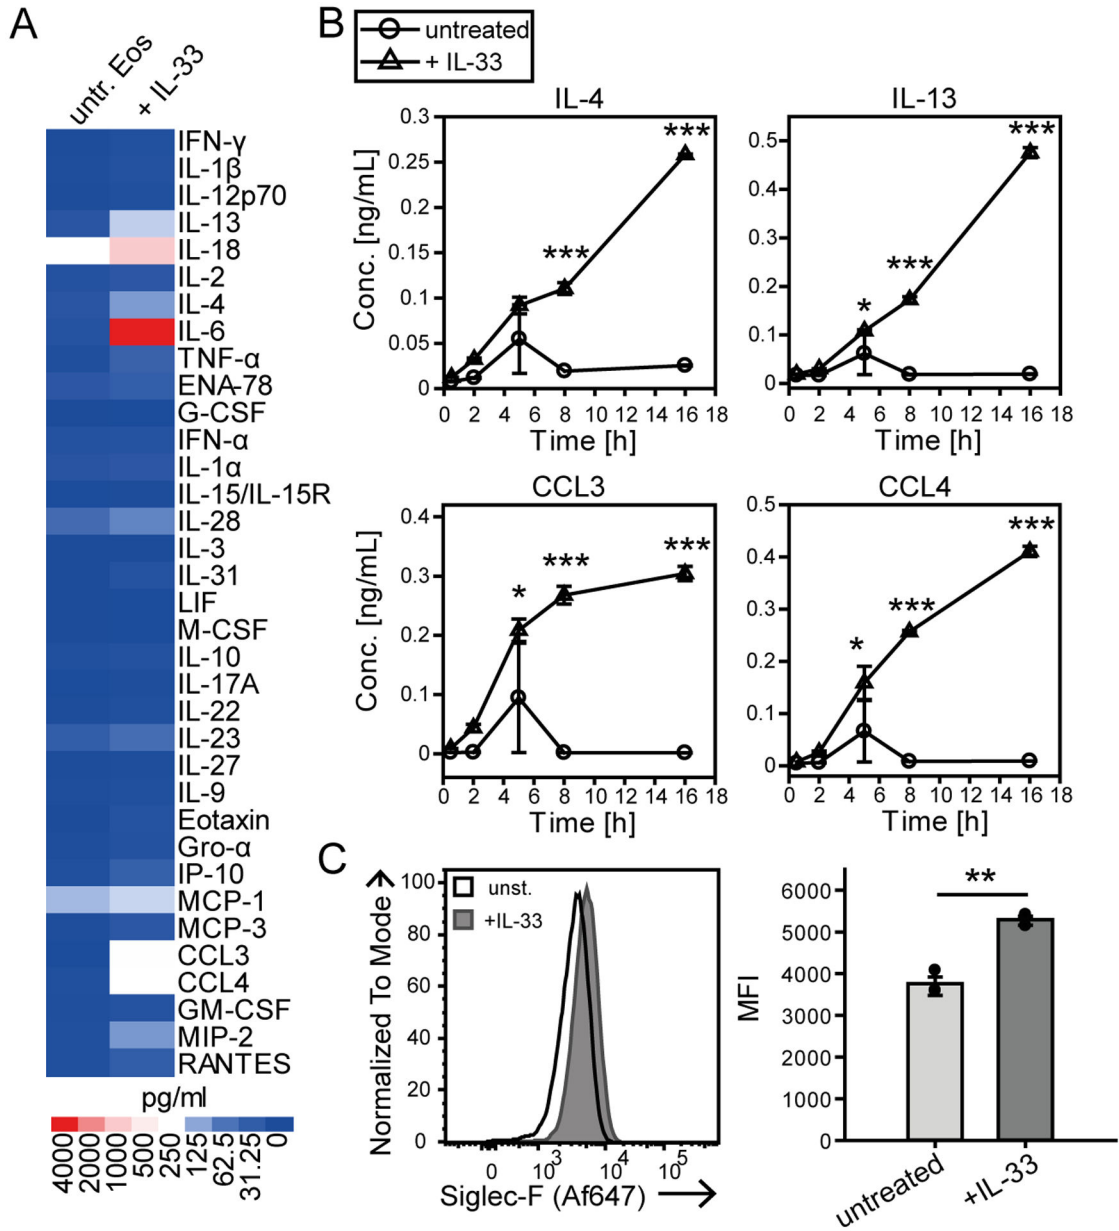 A
untr. Eos
+ IL-33
IFN-γ
IL-1β
IL-12p70
IL-13
IL-18
IL-2
IL-4
IL-6
TNF-α
ENA-78
G-CSF
IFN-α
IL-1α
IL-15/IL-15R
IL-28
IL-3
IL-31
LIF
M-CSF
IL-10
IL-17A
IL-22
IL-23
IL-27
IL-9
Eotaxin
Gro-α
IP-10
MCP-1
MCP-3
CCL3
CCL4
GM-CSF
MIP-2
RANTES
pg/ml
4000 2000 1000 500 250 125 62.5 31.25 0
B
untreated
+ IL-33
IL-4
Conc. [ng/mL]
0.3
0.25
0.2
0.15
0.1
0.05
0
***
***
0 2 4 6 8 10 12 14 16 18
Time [h]
IL-13
0.5
0.4
0.3
0.2
0.1
0
*
***
***
0 2 4 6 8 10 12 14 16 18
Time [h]
CCL3
Conc. [ng/mL]
0.4
0.3
0.2
0.1
0
*
***
***
0 2 4 6 8 10 12 14 16 18
Time [h]
CCL4
0.5
0.4
0.3
0.2
0.1
0
*
***
***
0 2 4 6 8 10 12 14 16 18
Time [h]
C
Normalized To Mode
100
80
60
40
20
0
unst.
+IL-33
0 10³ 10⁴ 10⁵
Siglec-F (Af647)
MFI
6000
5000
4000
3000
2000
1000
0
**
untreated
+IL-33